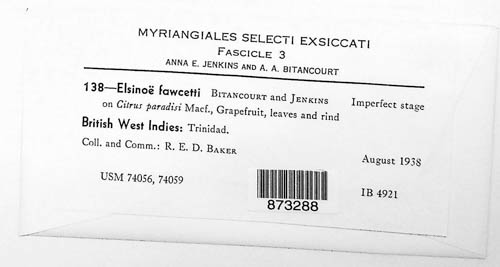 MYRIANGIALES SELECTI EXSICCATI
FASCICLE 3
ANNA E. JENKINS AND A. A. BITANCOURT
138—Elsinoë fawcetti BITANCOURT and JENKINS Imperfect stage
on Citrus paradisi Macf., Grapefruit, leaves and rind
British West Indies: Trinidad.
Coll. and Comm.: R. E. D. BAKER August 1938
USM 74056, 74059 IB 4921
873288